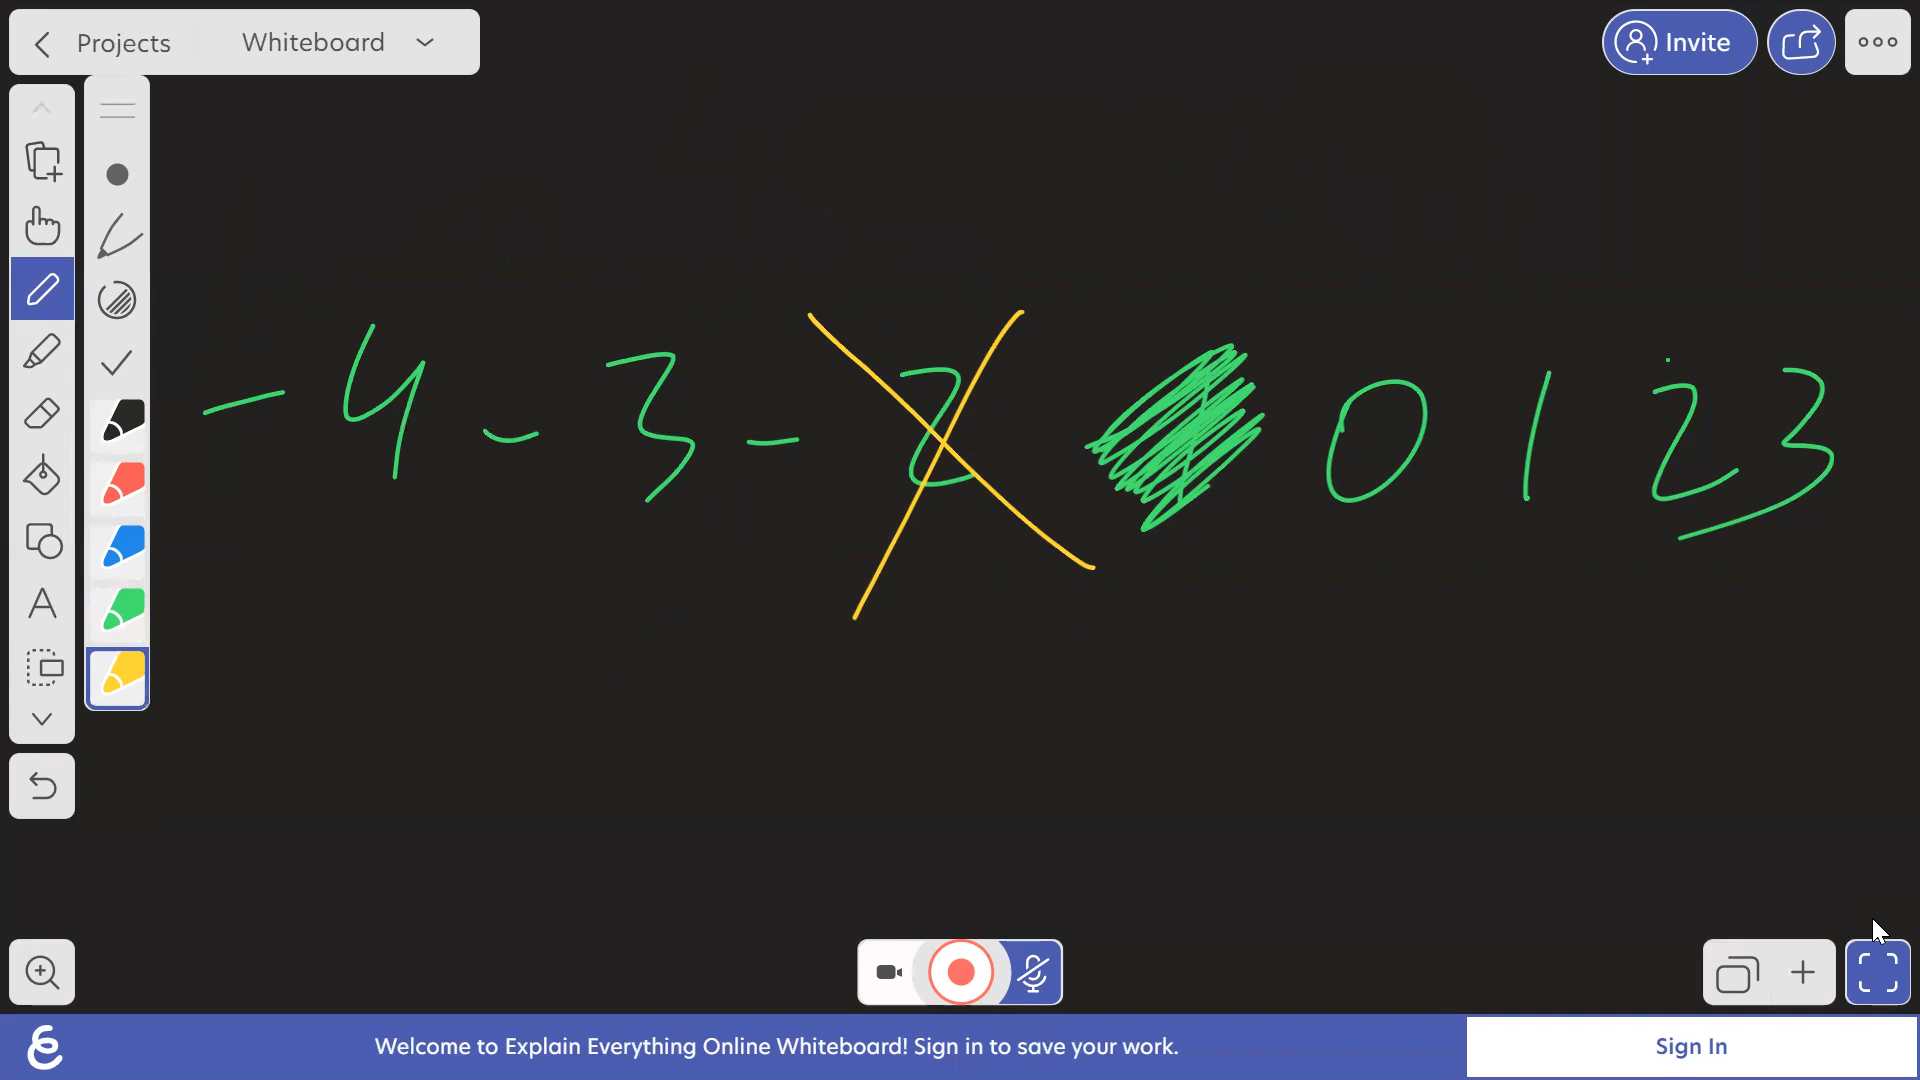 Projects Whiteboard
Invite
-4 -3 -2 0 1 2 3
A
Welcome to Explain Everything Online Whiteboard! Sign in to save your work.
Sign In